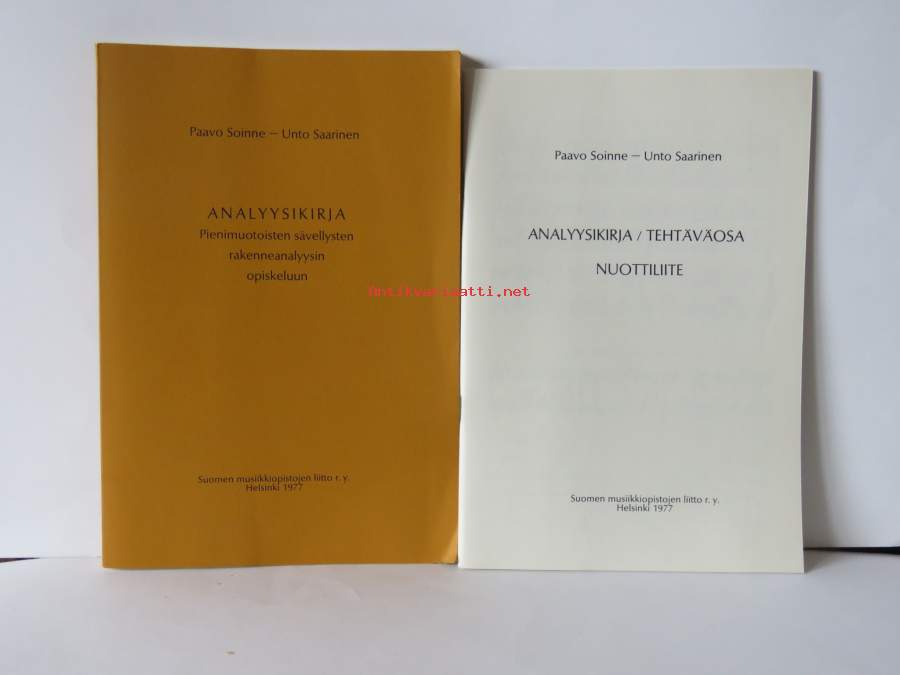 Paavo Soinne — Unto Saarinen
ANALYYSIKIRJA
Pienimuotoisten sävellysten
rakenneanalyysin
opiskeluun
Suomen musiikkiopistojen liitto r. y.
Helsinki 1977
Paavo Soinne — Unto Saarinen
ANALYYSIKIRJA / TEHTÄVÄOSA
NUOTTILIITE
Suomen musiikkiopistojen liitto r. y.
Helsinki 1977
Antikvariaatti.net